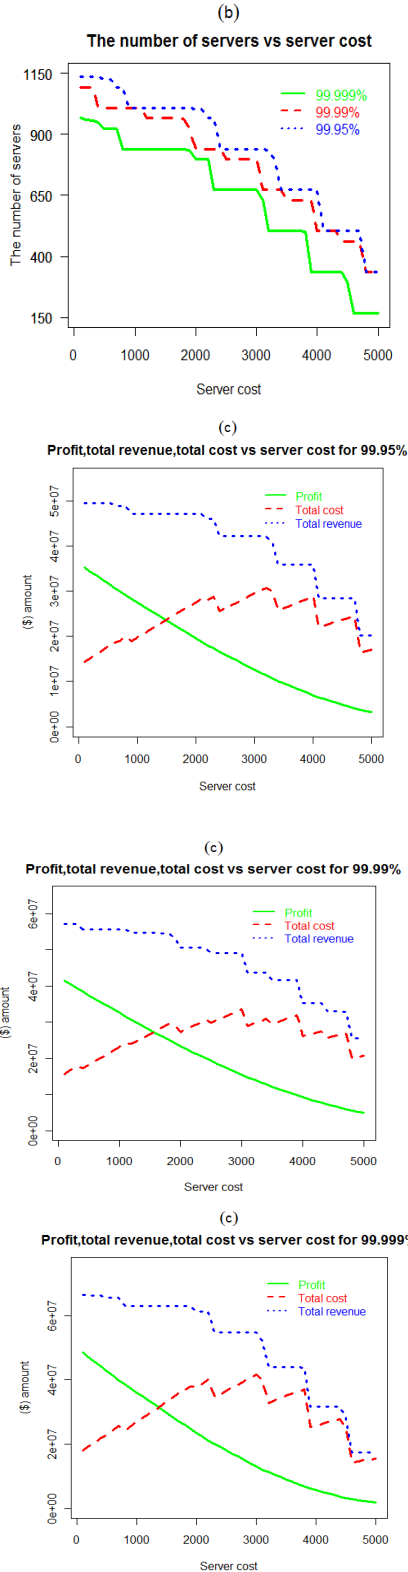 (b)
The number of servers vs server cost
1150
900
650
400
150
The number of servers
99.999%
99.99%
99.95%
0 1000 2000 3000 4000 5000
Server cost
(c)
Profit,total revenue,total cost vs server cost for 99.95%
5e+07
4e+07
3e+07
2e+07
1e+07
0e+00
($) amount
Profit
Total cost
Total revenue
0 1000 2000 3000 4000 5000
Server cost
(c)
Profit,total revenue,total cost vs server cost for 99.99%
6e+07
4e+07
2e+07
0e+00
($) amount
Profit
Total cost
Total revenue
0 1000 2000 3000 4000 5000
Server cost
(c)
Profit,total revenue,total cost vs server cost for 99.999%
6e+07
4e+07
2e+07
0e+00
($) amount
Profit
Total cost
Total revenue
0 1000 2000 3000 4000 5000
Server cost